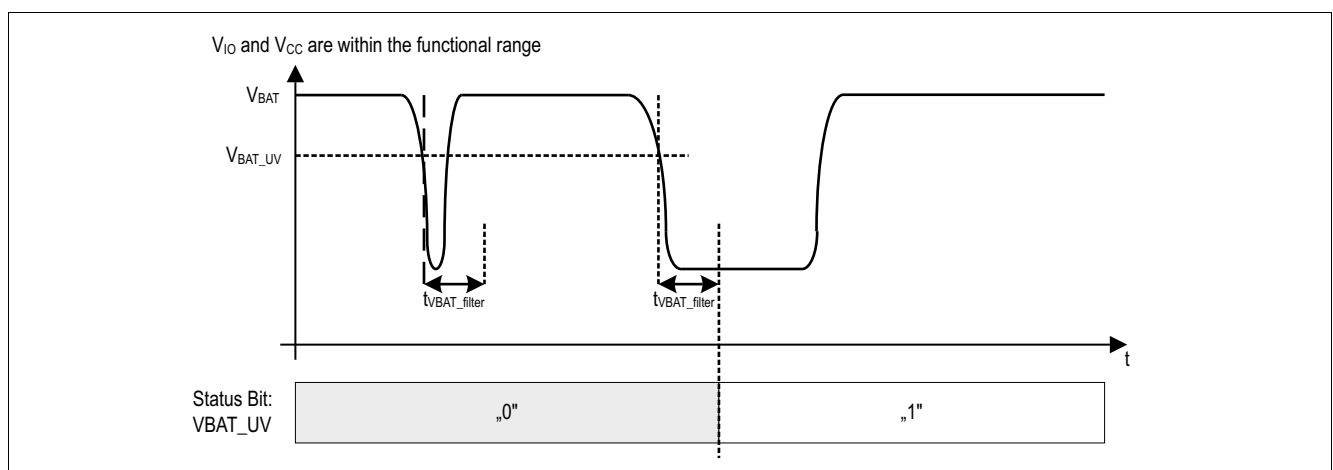 VIO and VCC are within the functional range
VBAT
VBAT_UV
tVBAT_filter
tVBAT_filter
t
Status Bit:
VBAT_UV
„0"
„1"